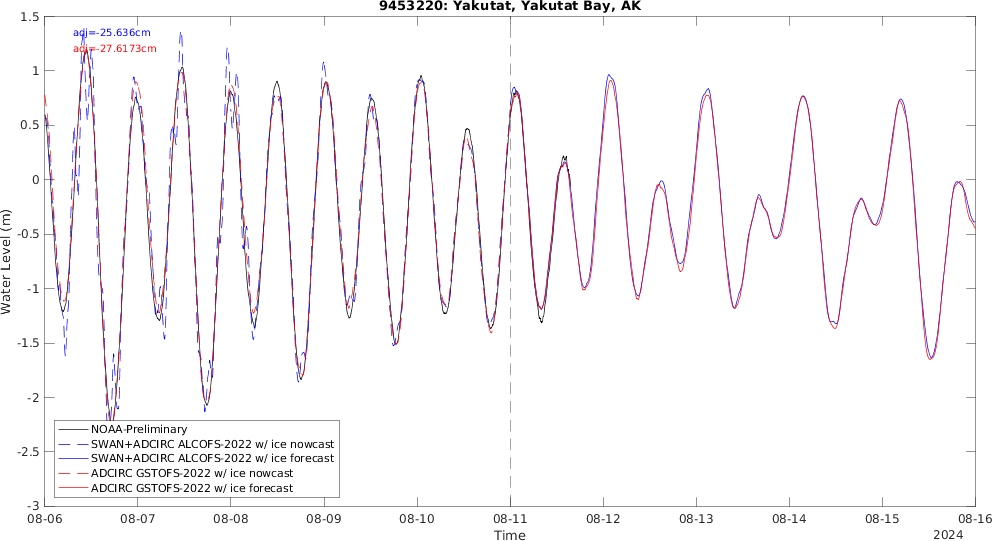 9453220: Yakutat, Yakutat Bay, AK
adj=-25.636cm
adj=-27.6173cm
Water Level (m)
1.5
1
0.5
0
-0.5
-1
-1.5
-2
-2.5
-3
NOAA-Preliminary
SWAN+ADCIRC ALCOFS-2022 w/ ice nowcast
SWAN+ADCIRC ALCOFS-2022 w/ ice forecast
ADCIRC GSTOFS-2022 w/ ice nowcast
ADCIRC GSTOFS-2022 w/ ice forecast
08-06 08-07 08-08 08-09 08-10 08-11 08-12 08-13 08-14 08-15 08-16
Time
2024